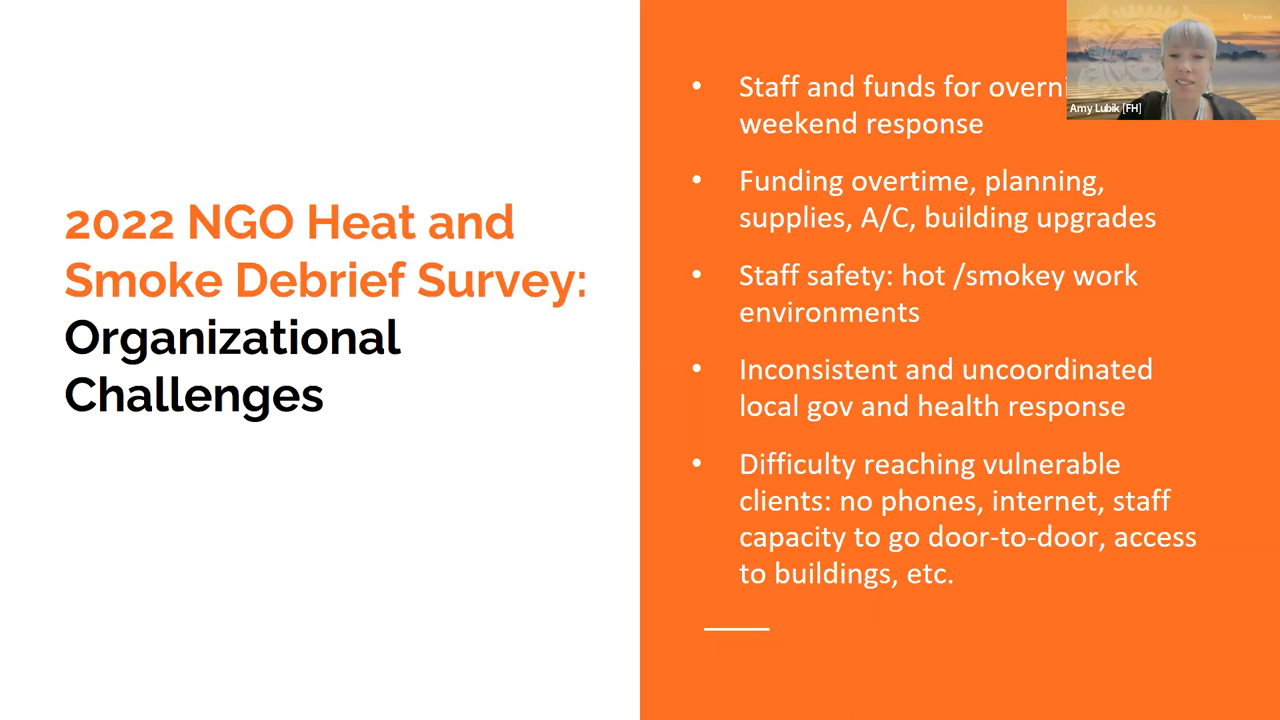 2022 NGO Heat and
Smoke Debrief Survey:
Organizational
Challenges
• Staff and funds for
weekend response
• Funding overtime, planning,
supplies, A/C, building upgrades
• Staff safety: hot /smokey work
environments
• Inconsistent and uncoordinated
local gov and health response
• Difficulty reaching vulnerable
clients: no phones, internet, staff
capacity to go door-to-door, access
to buildings, etc.
Amy Lubik [FH]